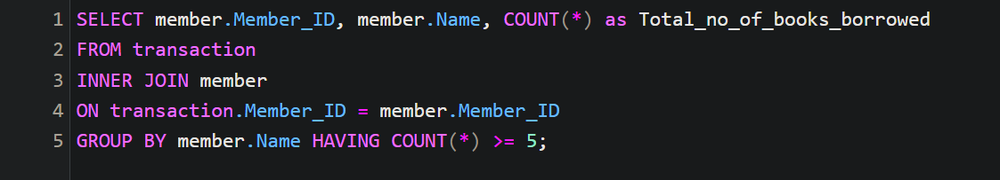 1 SELECT member.Member_ID, member.Name, COUNT(*) as Total_no_of_books_borrowed
2 FROM transaction
3 INNER JOIN member
4 ON transaction.Member_ID = member.Member_ID
5 GROUP BY member.Name HAVING COUNT(*) >= 5;